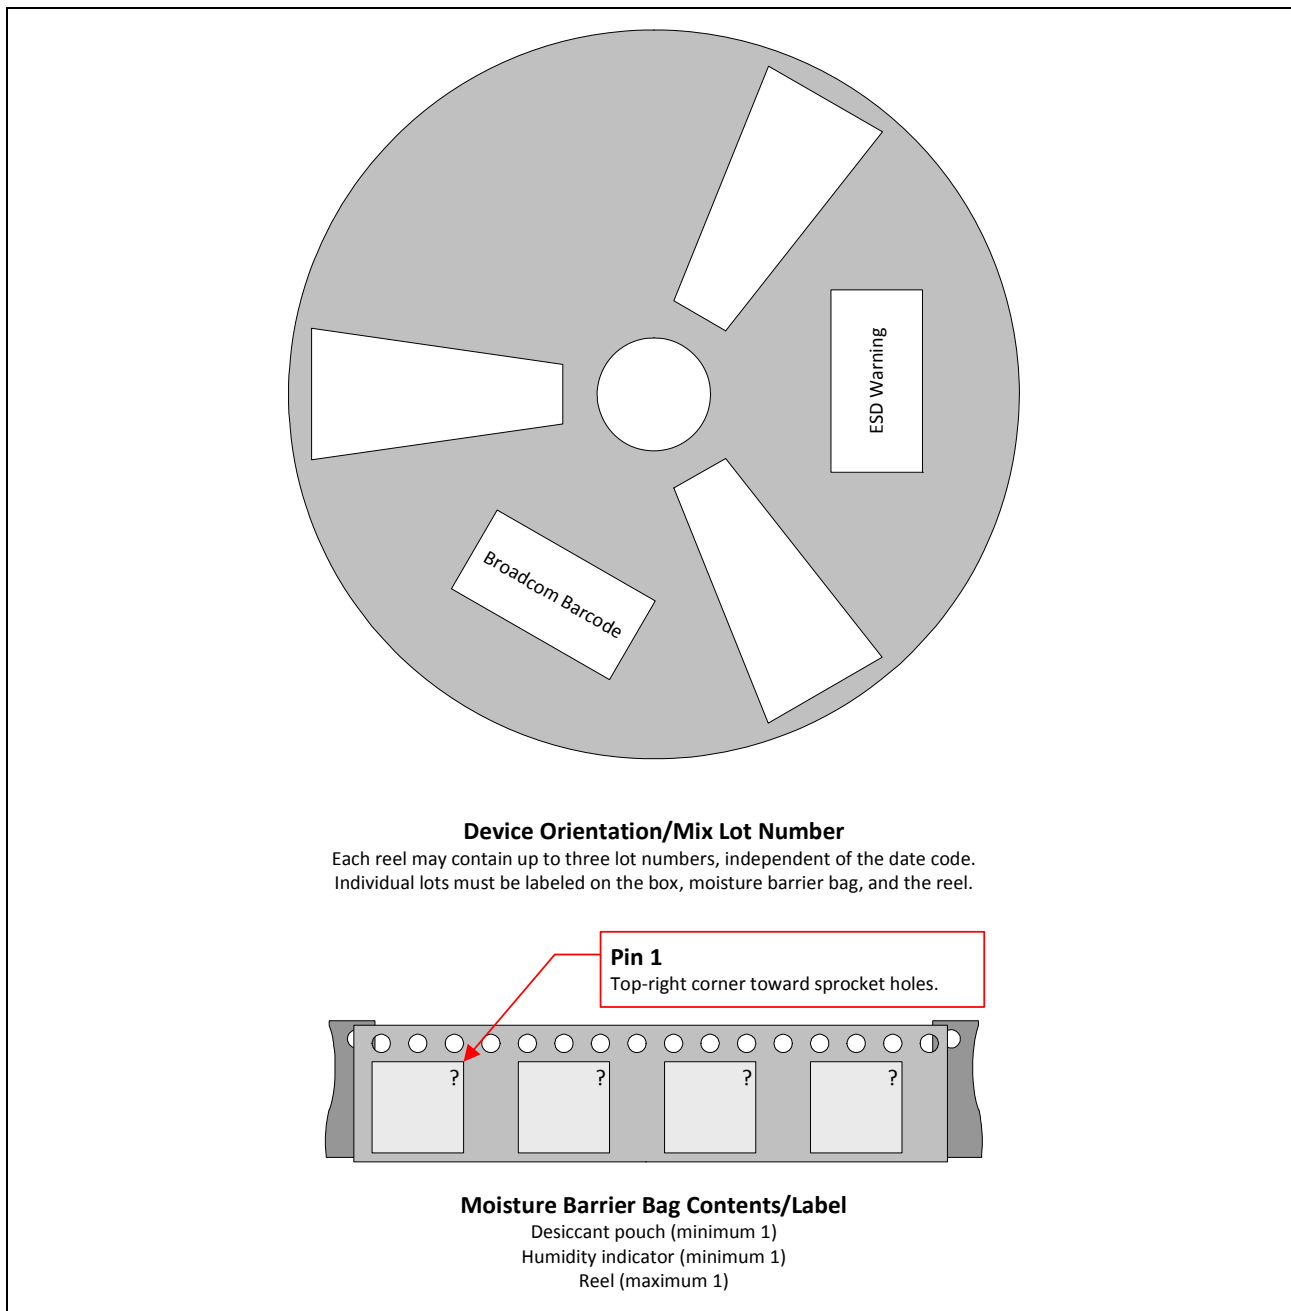 ESD Warning
Broadcom Barcode
Device Orientation/Mix Lot Number
Each reel may contain up to three lot numbers, independent of the date code.
Individual lots must be labeled on the box, moisture barrier bag, and the reel.
Pin 1
Top-right corner toward sprocket holes.
? ? ? ?
Moisture Barrier Bag Contents/Label
Desiccant pouch (minimum 1)
Humidity indicator (minimum 1)
Reel (maximum 1)